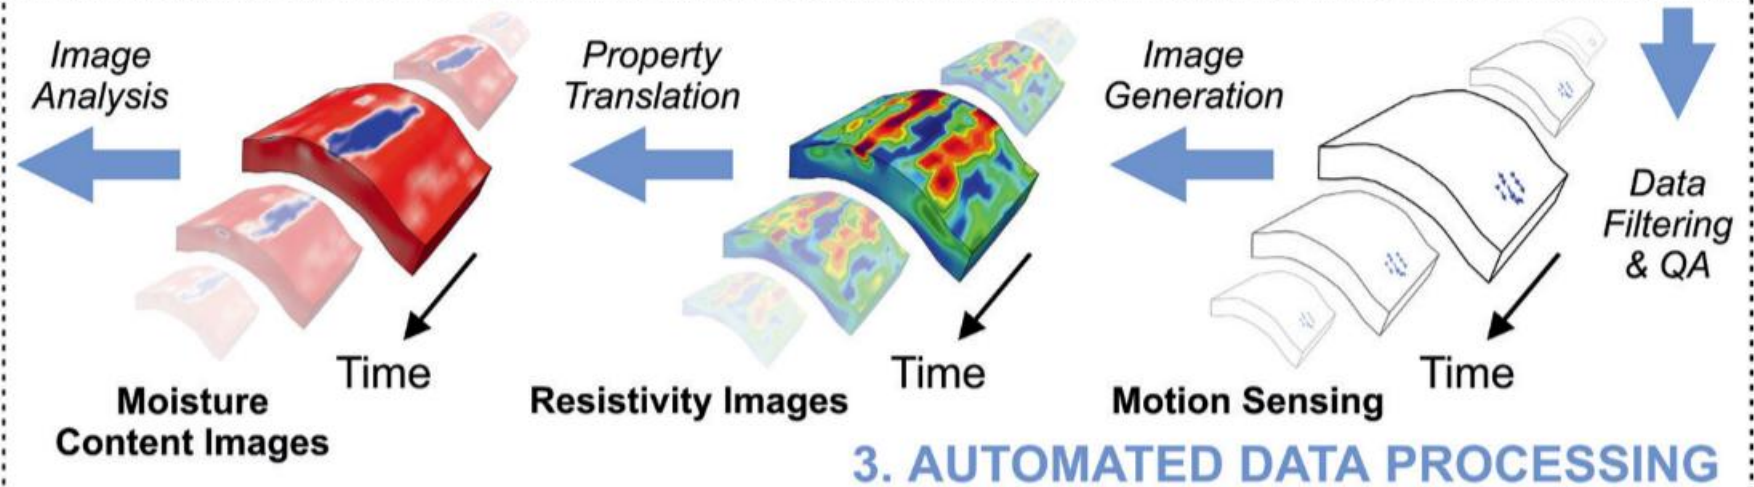 Image
Analysis
Property
Translation
Image
Generation
Data
Filtering
& QA
Time
Time
Time
Moisture
Content Images
Resistivity Images
Motion Sensing
3. AUTOMATED DATA PROCESSING